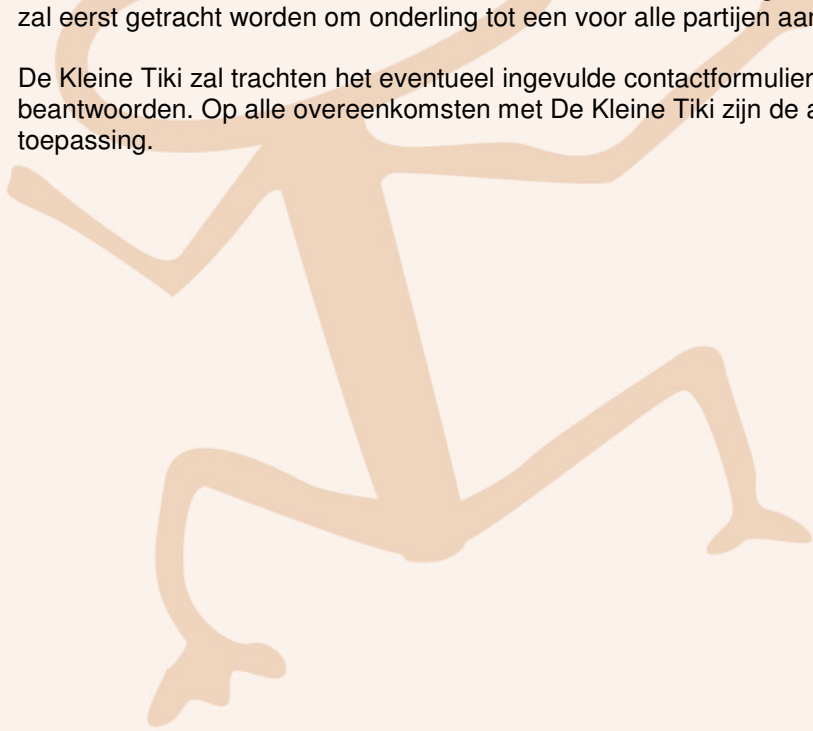 zal eerst getracht worden om onderling tot een voor alle partijen
De Kleine Tiki zal trachten het eventueel ingevulde contactformulier
beantwoorden. Op alle overeenkomsten met De Kleine Tiki zijn de
toepassing.